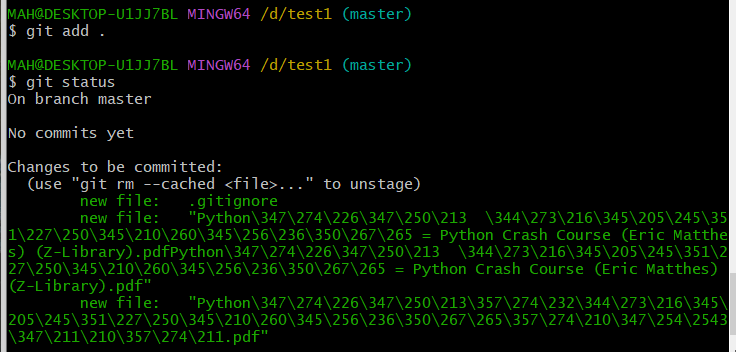 MAH@DESKTOP-U1JJ7BL MINGW64 /d/test1 (master)
$ git add .
MAH@DESKTOP-U1JJ7BL MINGW64 /d/test1 (master)
$ git status
On branch master
No commits yet
Changes to be committed:
  (use "git rm --cached <file>..." to unstage)
        new file:   .gitignore
        new file:   "Python\347\274\226\347\250\213  \344\273\216\345\205\245\35
1\227\250\345\210\260\345\256\236\350\267\265 = Python Crash Course (Eric Matthe
s) (Z-Library).pdfPython\347\274\226\347\250\213  \344\273\216\345\205\245\351\2
27\250\345\210\260\345\256\236\350\267\265 = Python Crash Course (Eric Matthes)
(Z-Library).pdf"
        new file:   "Python\347\274\226\347\250\213\357\274\232\344\273\216\345\
205\245\351\227\250\345\210\260\345\256\236\350\267\265\357\274\210\347\254\2543
\347\211\210\357\274\211.pdf"